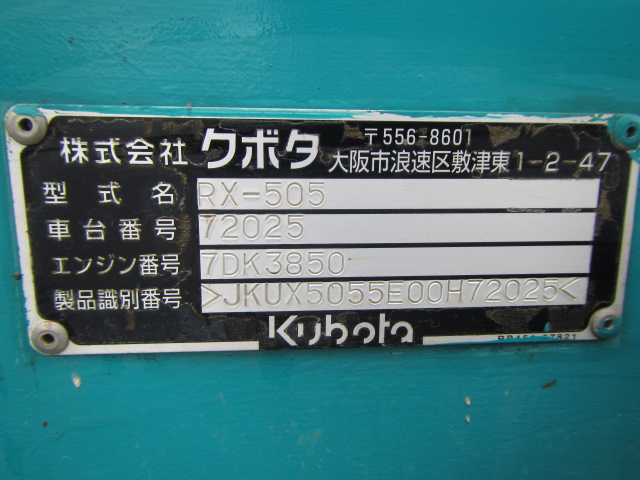 株式会社 クボタ 〒556-8601
大阪市浪速区敷津東1-2-47
型式名 RX-505
車台番号 72025
エンジン番号 7DK3850
製品識別番号 >JKUX5055E00H72025<
Kubota